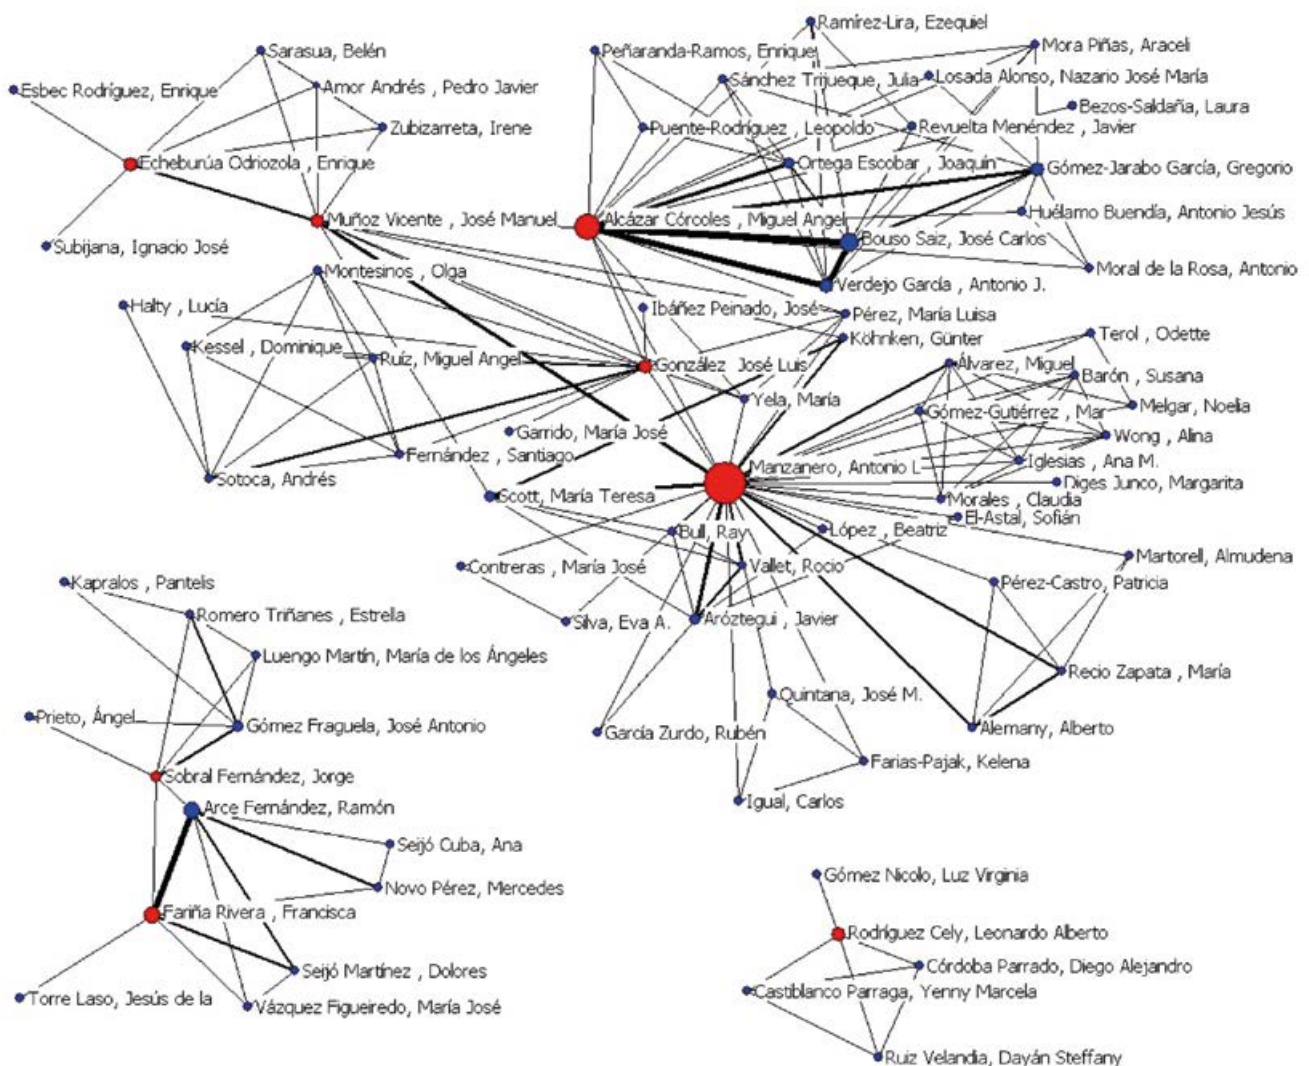 Ramírez-Lira, Ezequiel
Sarasua, Belén
Peñaranda-Ramos, Enrique
Mora Piñas, Araceli
Esbec Rodríguez, Enrique
Amor Andrés , Pedro Javier
Sánchez Trijueque, Julia
Losada Alonso, Nazario José María
Bezos-Saldaña, Laura
Zubizarreta, Irene
Puente-Rodríguez , Leopoldo
Revuelta Menéndez , Javier
Echeburúa Odriozola , Enrique
Ortega Escobar , Joaquín
Gómez-Jarabo García, Gregorio
Muñoz Vicente , José Manuel
Alcázar Córcoles , Miguel Angel
Huélamo Buendía, Antonio Jesús
Subijana, Ignacio José
Bouso Saiz, José Carlos
Montesinos , Olga
Moral de la Rosa, Antonio
Verdejo García , Antonio J.
Halty , Lucía
Ibáñez Peinado, José
Pérez, María Luisa
Terol , Odette
Kessel , Dominique
Köhnken, Günter
Ruíz, Miguel Angel
González  José Luis
Álvarez, Miguel
Barón , Susana
Yela, María
Gómez-Gutiérrez , Mar
Melgar, Noelia
Garrido, María José
Wong , Alina
Fernández , Santiago
Manzanero, Antonio L
Iglesias , Ana M.
Sotoca, Andrés
Diges Junco, Margarita
Scott, María Teresa
Morales , Claudia
El-Astal, Sofián
Bull, Ray
López , Beatriz
Martorell, Almudena
Contreras , María José
Vallet, Rocio
Kapralos , Pantelis
Pérez-Castro, Patricia
Romero Triñanes , Estrella
Silva, Eva A.
Aróztegui , Javier
Luengo Martín, María de los Ángeles
Recio Zapata , María
Quintana, José M.
Prieto, Ángel
Gómez Fraguela, José Antonio
García Zurdo, Rubén
Alemany, Alberto
Farias-Pajak, Kelena
Sobral Fernández, Jorge
Igual, Carlos
Arce Fernández, Ramón
Seijó Cuba, Ana
Gómez Nicolo, Luz Virginia
Novo Pérez, Mercedes
Fariña Rivera , Francisca
Rodríguez Cely, Leonardo Alberto
Seijó Martínez , Dolores
Córdoba Parrado, Diego Alejandro
Torre Laso, Jesús de la
Castiblanco Parraga, Yenny Marcela
Vázquez Figueiredo, María José
Ruiz Velandia, Dayán Steffany